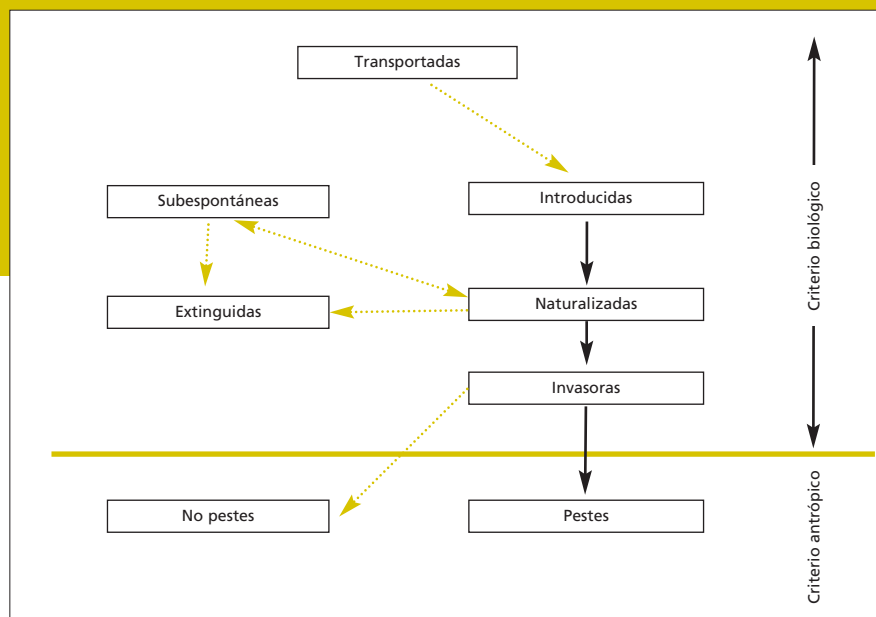 Transportadas
Subespontáneas
Introducidas
Extinguidas
Naturalizadas
Invasoras
No pestes
Pestes
Criterio biológico
Criterio antrópico